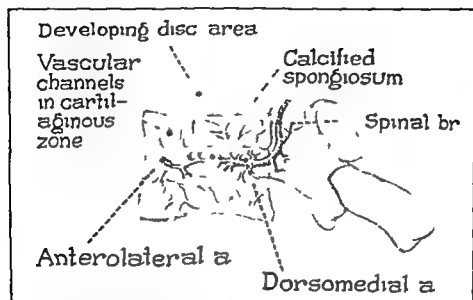 Developing disc area
Vascular
channels
in cartil-
aginous
zone
Calcified
spongiosum
Spinal br
Anterolateral a
Dorsomedial a